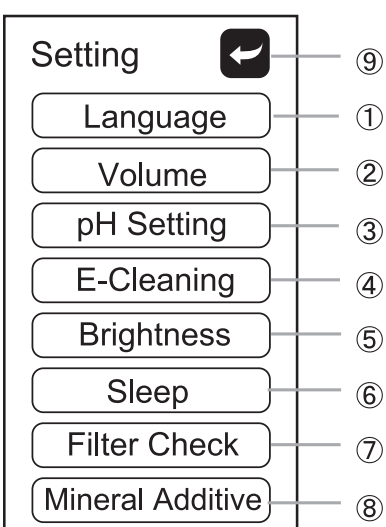 Setting ⑨
Language ①
Volume ②
pH Setting ③
E-Cleaning ④
Brightness ⑤
Sleep ⑥
Filter Check ⑦
Mineral Additive ⑧